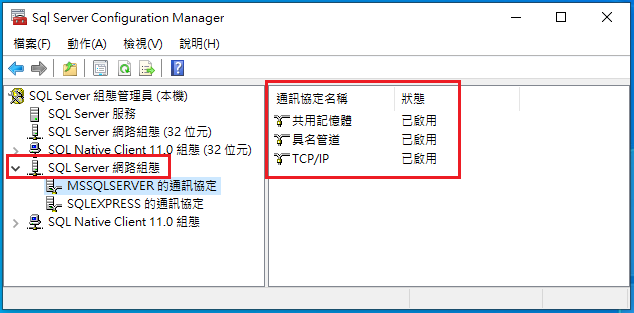 Sql Server Configuration Manager
檔案(F) 動作(A) 檢視(V) 說明(H)
SQL Server 組態管理員 (本機)
SQL Server 服務
SQL Server 網路組態 (32 位元)
SQL Native Client 11.0 組態 (32 位元)
SQL Server 網路組態
MSSQLSERVER 的通訊協定
SQLEXPRESS 的通訊協定
SQL Native Client 11.0 組態
通訊協定名稱 狀態
共用記憶體 已啟用
具名管道 已啟用
TCP/IP 已啟用